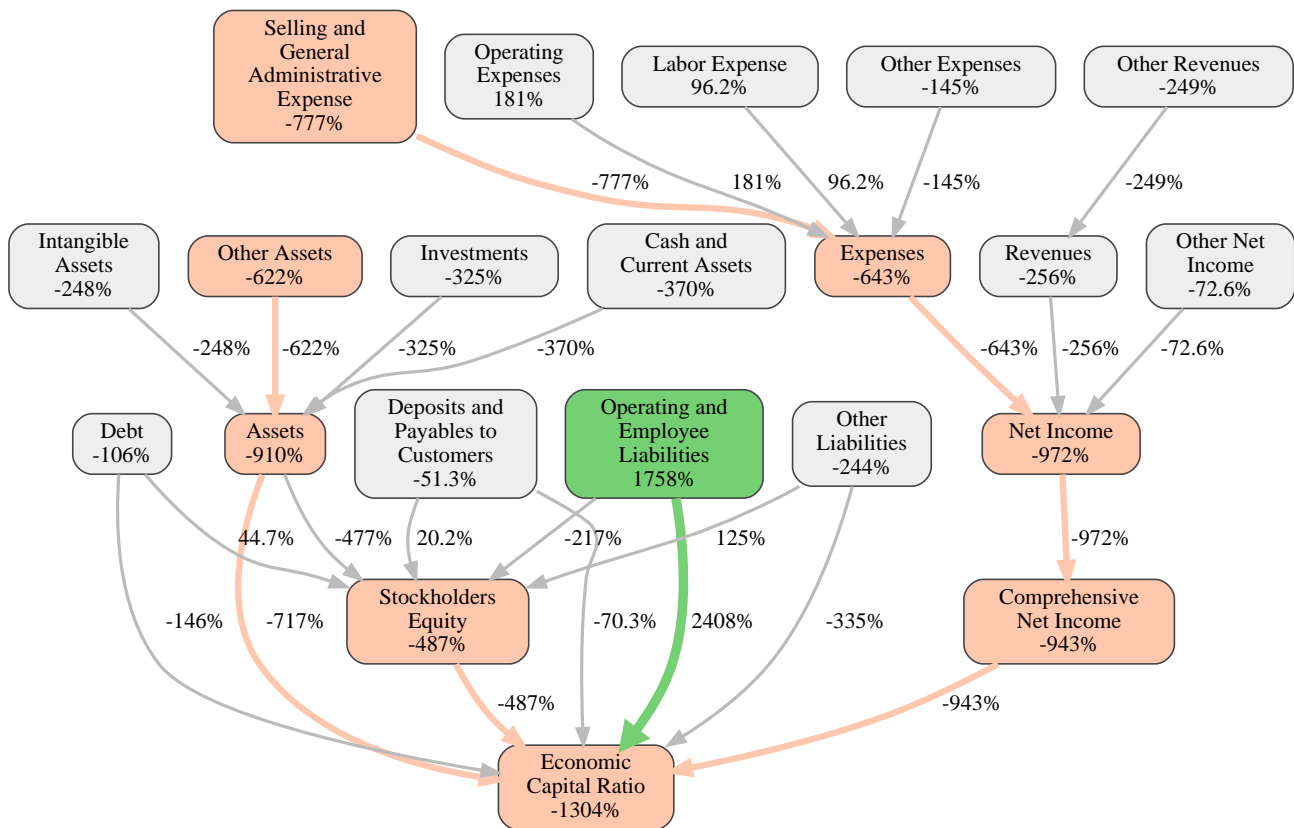 Selling and
General
Administrative
Expense
-777%
Operating
Expenses
181%
Labor Expense
96.2%
Other Expenses
-145%
Other Revenues
-249%
-777%
181%
96.2%
-145%
-249%
Intangible
Assets
-248%
Other Assets
-622%
Investments
-325%
Cash and
Current Assets
-370%
Expenses
-643%
Revenues
-256%
Other Net
Income
-72.6%
-248%
-622%
-325%
-370%
-643%
-256%
-72.6%
Debt
-106%
Assets
-910%
Deposits and
Payables to
Customers
-51.3%
Operating and
Employee
Liabilities
1758%
Other
Liabilities
-244%
Net Income
-972%
44.7%
-477%
20.2%
-217%
125%
-972%
Stockholders
Equity
-487%
Comprehensive
Net Income
-943%
-146%
-717%
-70.3%
2408%
-335%
-487%
-943%
Economic
Capital Ratio
-1304%